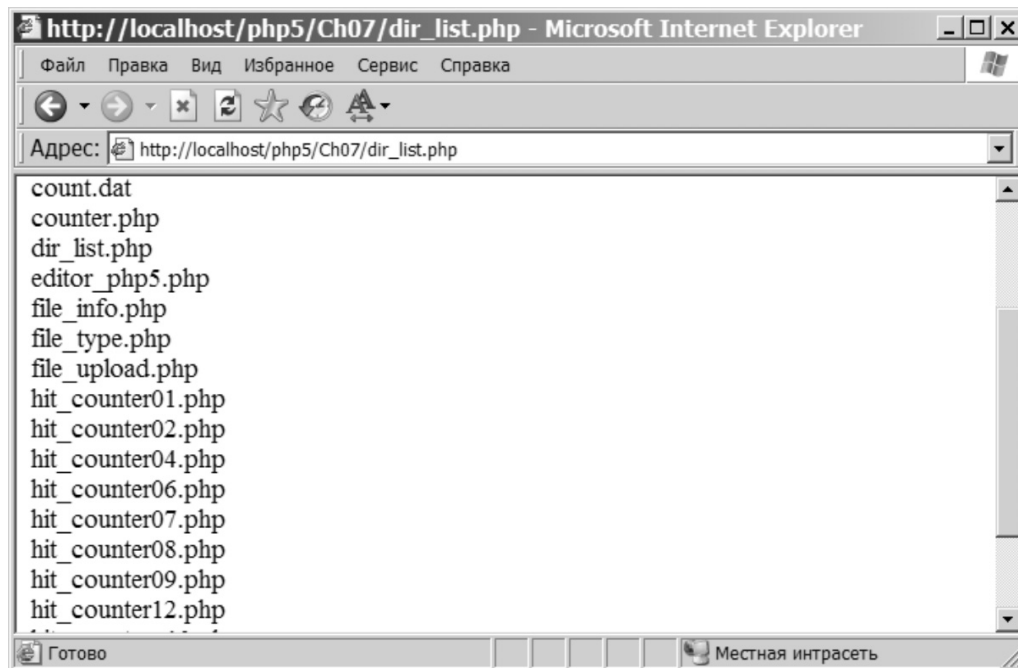 http://localhost/php5/Ch07/dir_list.php - Microsoft Internet Explorer
Файл Правка Вид Избранное Сервис Справка
Адрес: http://localhost/php5/Ch07/dir_list.php
count.dat
counter.php
dir_list.php
editor_php5.php
file_info.php
file_type.php
file_upload.php
hit_counter01.php
hit_counter02.php
hit_counter04.php
hit_counter06.php
hit_counter07.php
hit_counter08.php
hit_counter09.php
hit_counter12.php
Готово Местная интрасеть